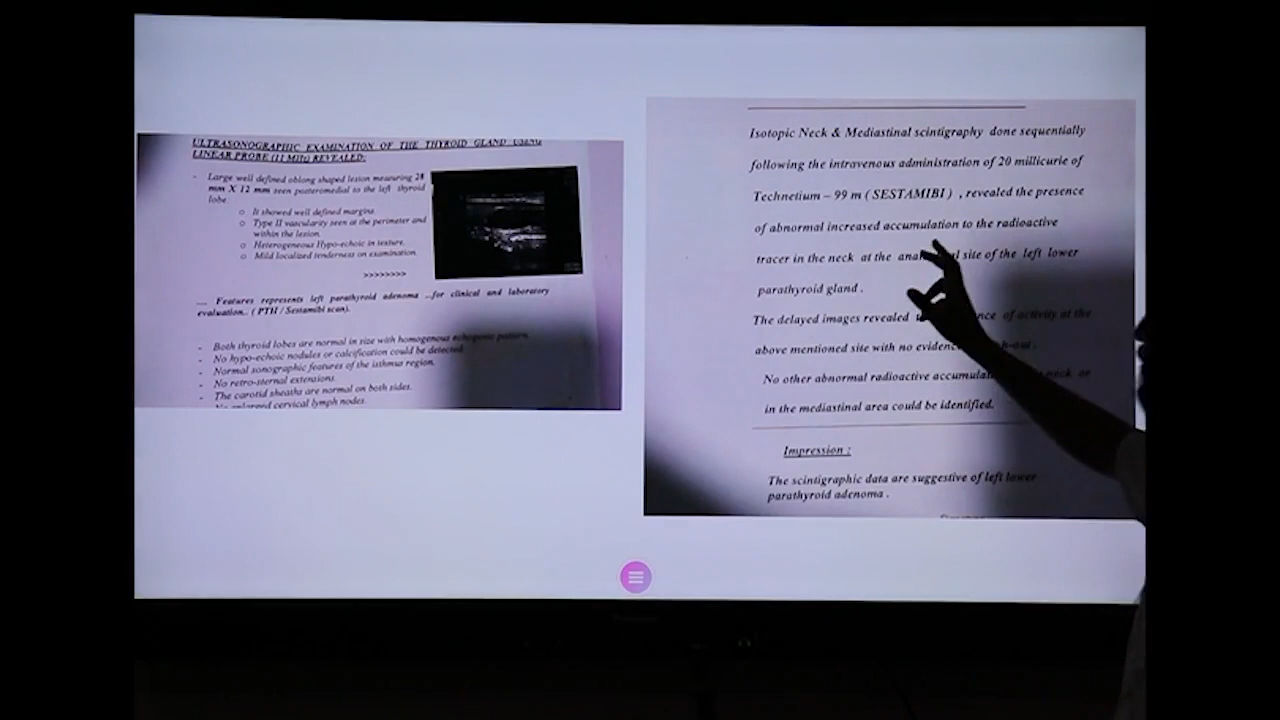 ULTRASONOGRAPHIC EXAMINATION OF THE THYROID GLAND USING
LINEAR PROBE (11 MHz) REVEALED:
- Large well defined oblong shaped lesion measuring 28
mm X 12 mm seen posteromedial to the left thyroid
lobe:
o It showed well defined margins.
o Type II vascularity seen at the perimeter and
within the lesion.
o Heterogeneous Hypo-echoic in texture.
o Mild localized tenderness on examination.
>>>>>>>>
.... Features represents left parathyroid adenoma ...for clinical and laboratory
evaluation.. ( PTH / Sestamibi scan).
- Both thyroid lobes are normal in size with homogenous echogenic pattern.
- No hypo-echoic nodules or calcification could be detected.
- Normal sonographic features of the isthmus region.
- No retro-sternal extensions.
- The carotid sheaths are normal on both sides.
- No enlarged cervical lymph nodes.
Isotopic Neck & Mediastinal scintigraphy done sequentially
following the intravenous administration of 20 millicurie of
Technetium – 99 m ( SESTAMIBI ) , revealed the presence
of abnormal increased accumulation to the radioactive
tracer in the neck at the site of the left lower
parathyroid gland .
The delayed images revealed of activity at the
above mentioned site with no
No other abnormal radioactive neck or
in the mediastinal area could be identified.
Impression :
The scintigraphic data are suggestive of left lower
parathyroid adenoma .